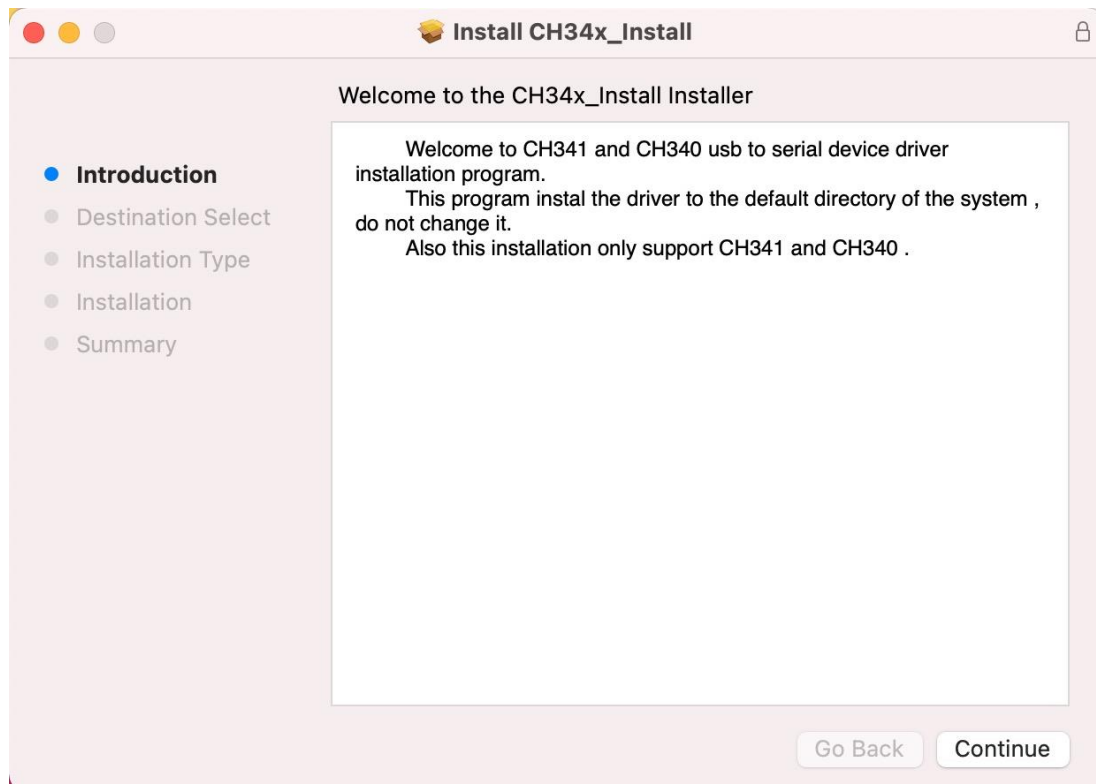 Install CH34x_Install
Welcome to the CH34x_Install Installer
Introduction
Destination Select
Installation Type
Installation
Summary
Welcome to CH341 and CH340 usb to serial device driver
installation program.
This program instal the driver to the default directory of the system ,
do not change it.
Also this installation only support CH341 and CH340 .
Go Back
Continue